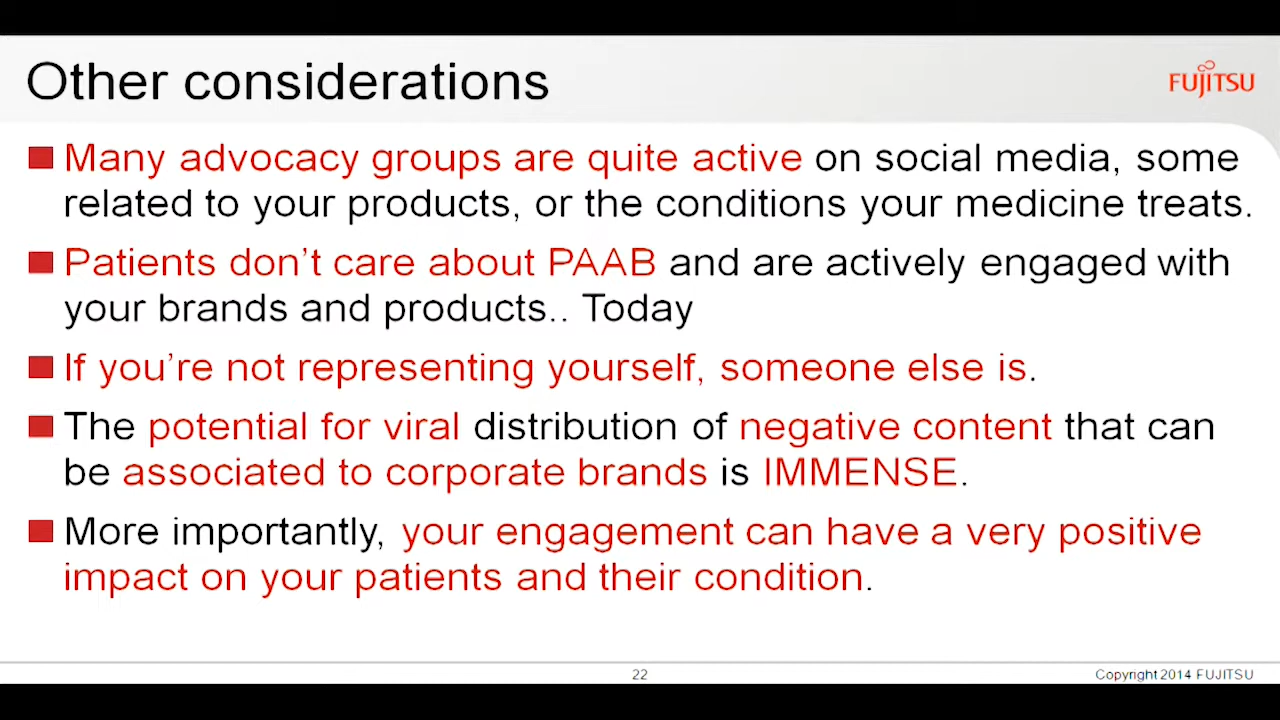 Other considerations
FUJITSU
Many advocacy groups are quite active on social media, some
related to your products, or the conditions your medicine treats.
Patients don't care about PAAB and are actively engaged with
your brands and products.. Today
If you're not representing yourself, someone else is.
The potential for viral distribution of negative content that can
be associated to corporate brands is IMMENSE.
More importantly, your engagement can have a very positive
impact on your patients and their condition.
22
Copyright 2014 FUJITSU